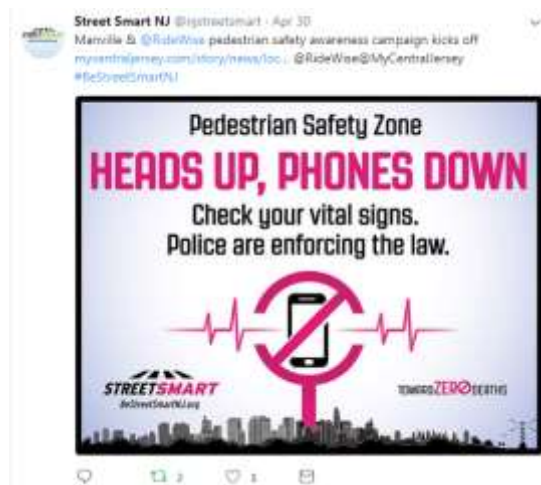 Street Smart NJ @njstreetsmart · Apr 30
Manville & @RideWise pedestrian safety awareness campaign kicks off
mycentraljersey.com/story/news/loc... @RideWise@MyCentralJersey
#BeStreetSmartNJ
Pedestrian Safety Zone
HEADS UP, PHONES DOWN
Check your vital signs.
Police are enforcing the law.
STREETSMART
BeStreetSmartNJ.org
TOWARD ZERO DEATHS
2
1